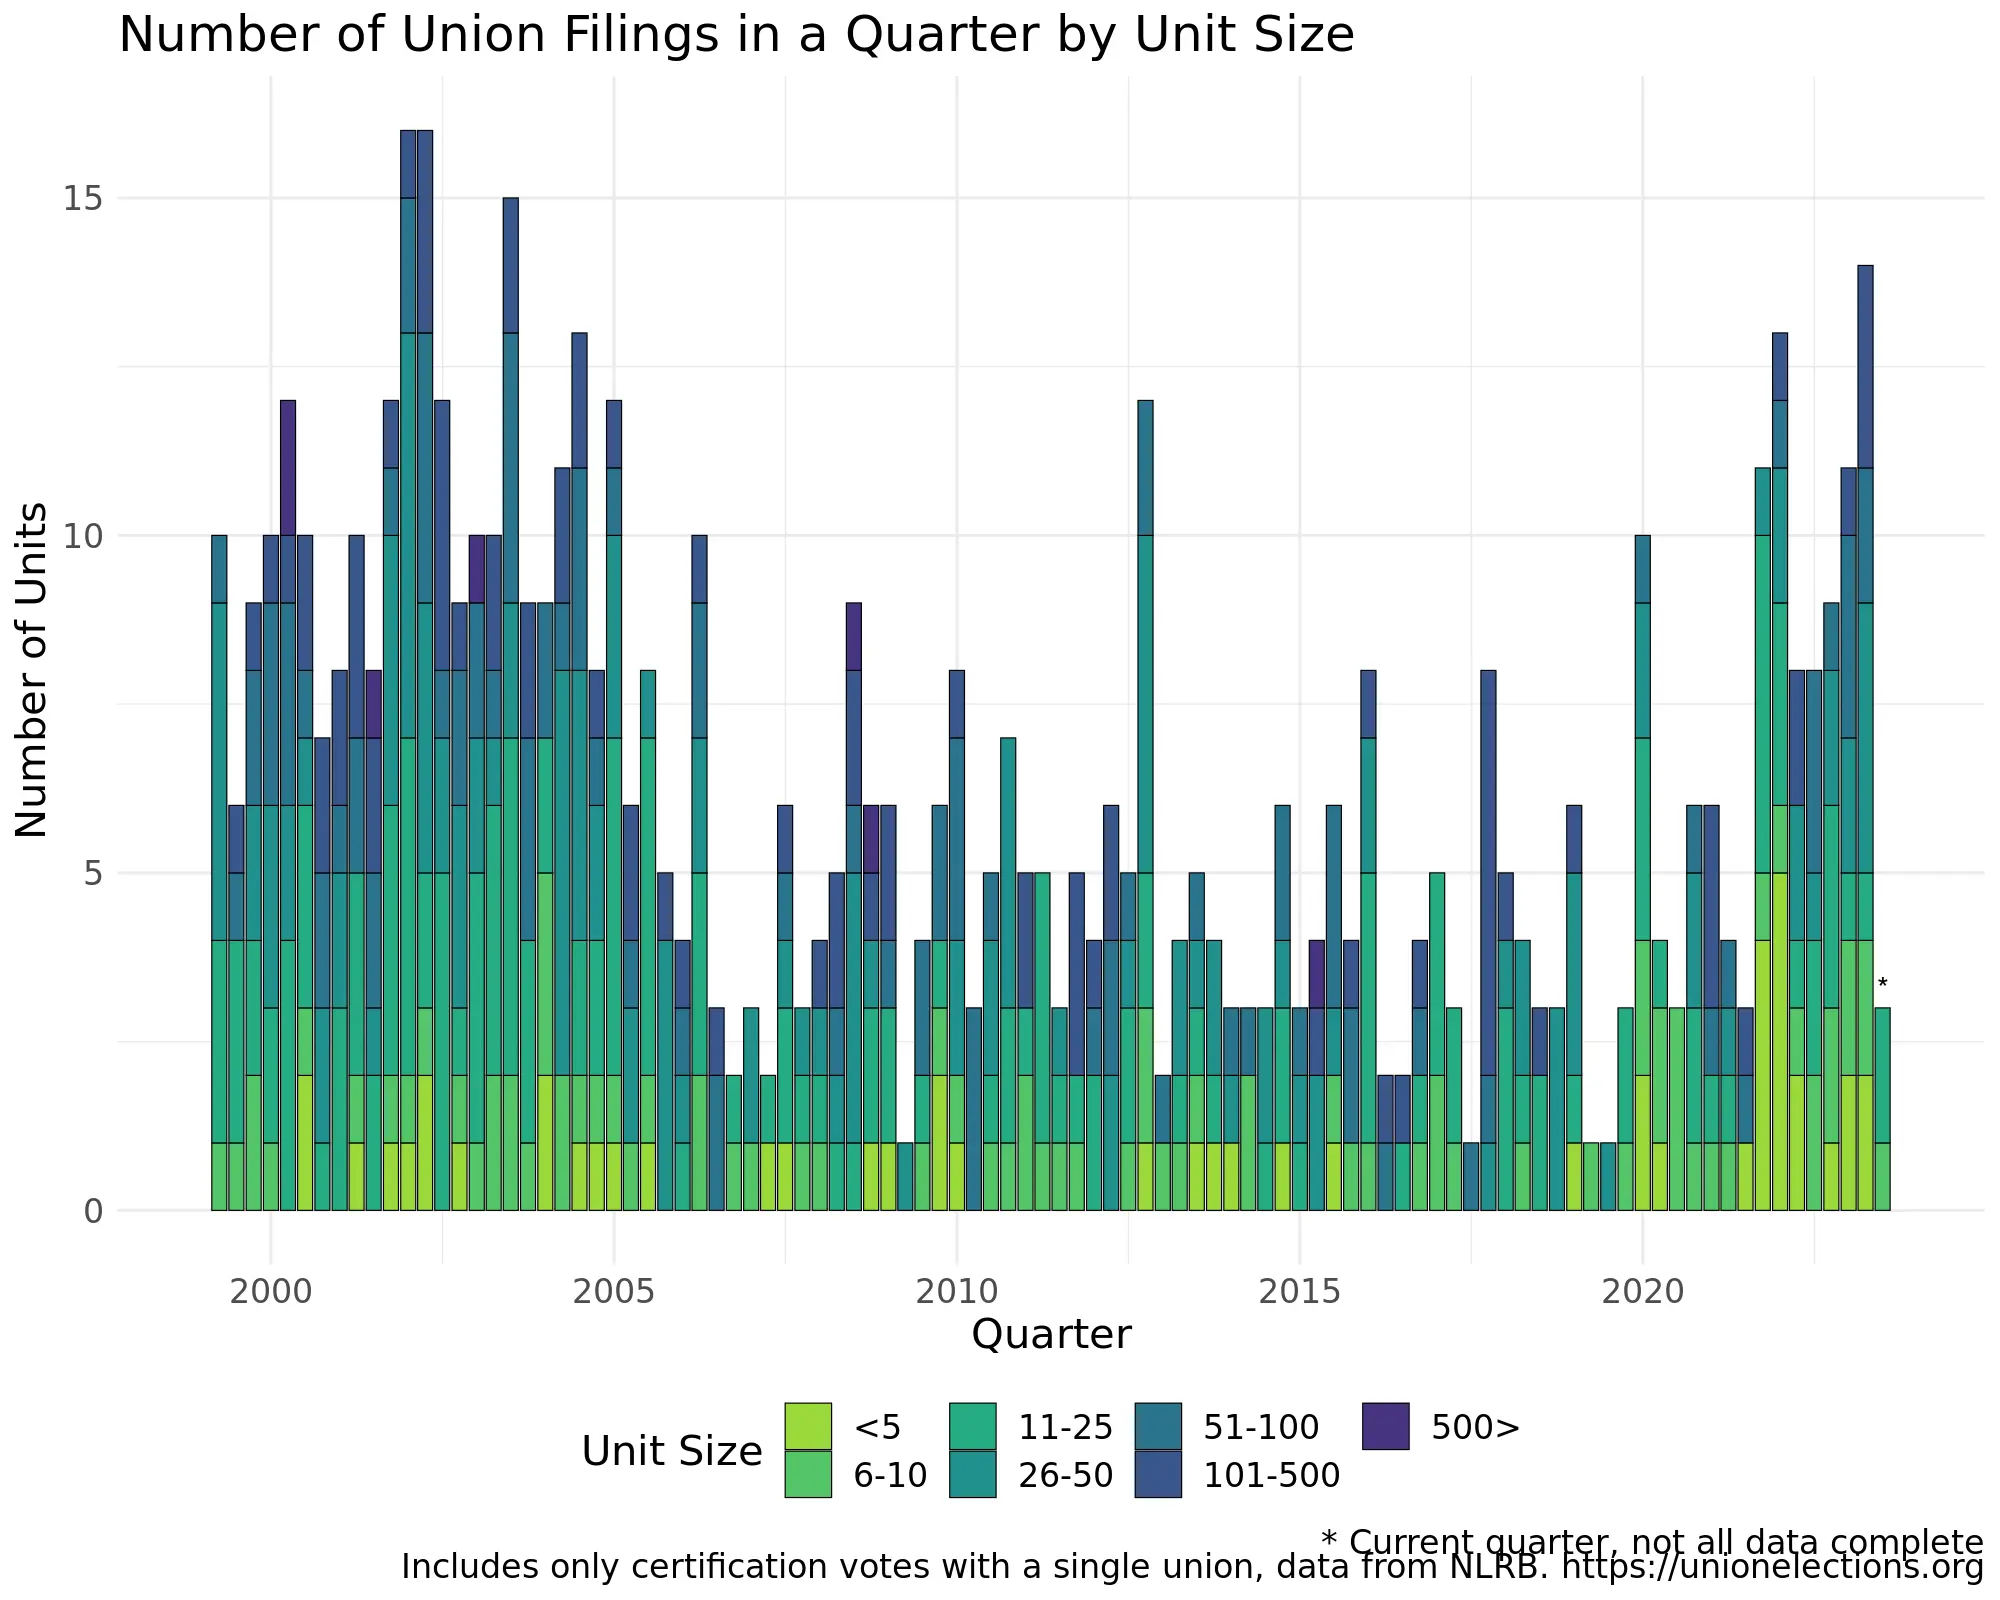 Number of Union Filings in a Quarter by Unit Size
Number of Units
15
10
5
0
*
2000 2005 2010 2015 2020
Quarter
Unit Size
<5 11-25 51-100 500>
6-10 26-50 101-500
* Current quarter, not all data complete
Includes only certification votes with a single union, data from NLRB. https://unionelections.org